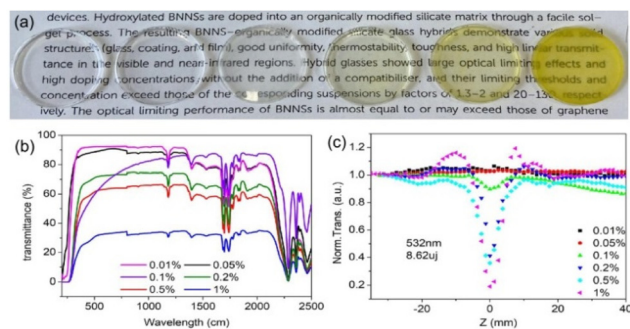 (a)
devices. Hydroxylated BNNSs are doped into an organically modified silicate matrix through a facile sol-
gel process. The resulting BNNS-organically modified silicate glass hybrids demonstrate various solid
structures (glass, coating, and film), good uniformity, thermostability, toughness, and high linear transmit-
tance in the visible and near-infrared regions. Hybrid glasses showed large optical limiting effects and
high doping concentrations without the addition of a compatibiliser, and their limiting thresholds and
concentration exceed those of the corresponding suspensions by factors of 1.3-2 and 20- respect
ively. The optical limiting performance of BNNSs is almost equal to or may exceed those of graphene
(b)
transmittance (%)
100
80
60
40
20
0
0.01% 0.05%
0.1% 0.2%
0.5% 1%
500 1000 1500 2000 2500
Wavelength (cm)
(c)
Norm.Trans. (a.u.)
1.2
1.0
0.8
0.6
0.4
0.2
532nm
8.62uj
0.01%
0.05%
0.1%
0.2%
0.5%
1%
-20 0 20 40
Z (mm)